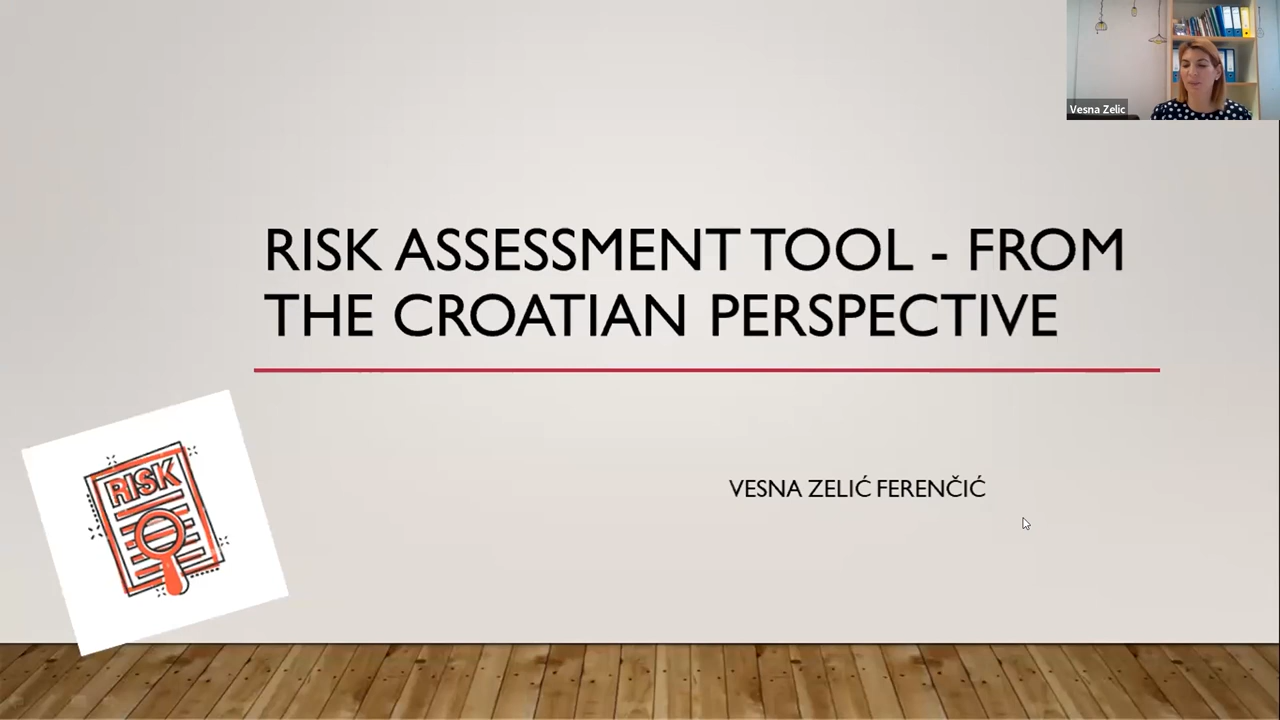 Vesna Zelic
RISK ASSESSMENT TOOL - FROM
THE CROATIAN PERSPECTIVE
VESNA ZELIĆ FERENČIĆ
RISK